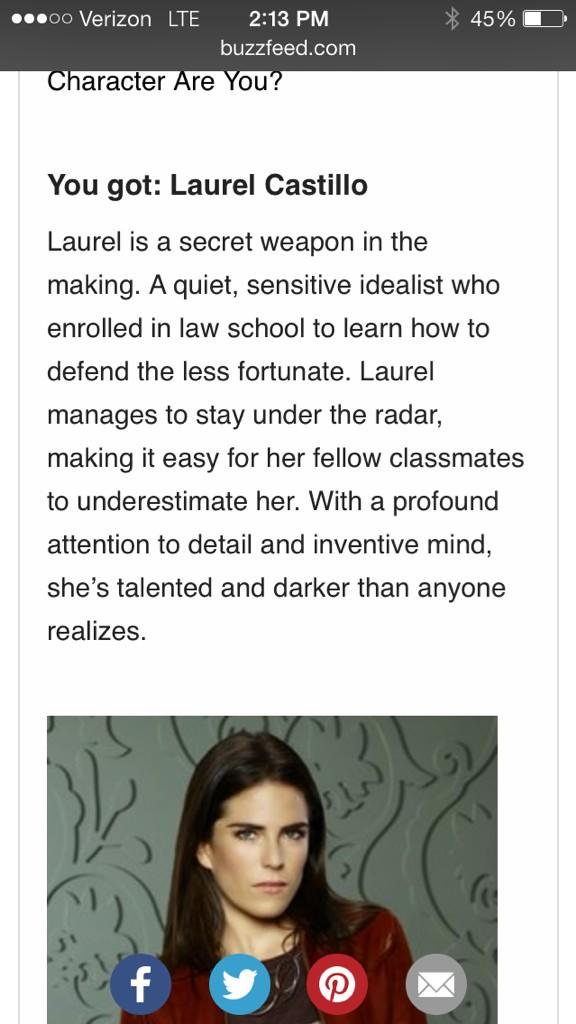 Verizon LTE 2:13 PM 45%
buzzfeed.com
Character Are You?
You got: Laurel Castillo
Laurel is a secret weapon in the
making. A quiet, sensitive idealist who
enrolled in law school to learn how to
defend the less fortunate. Laurel
manages to stay under the radar,
making it easy for her fellow classmates
to underestimate her. With a profound
attention to detail and inventive mind,
she’s talented and darker than anyone
realizes.